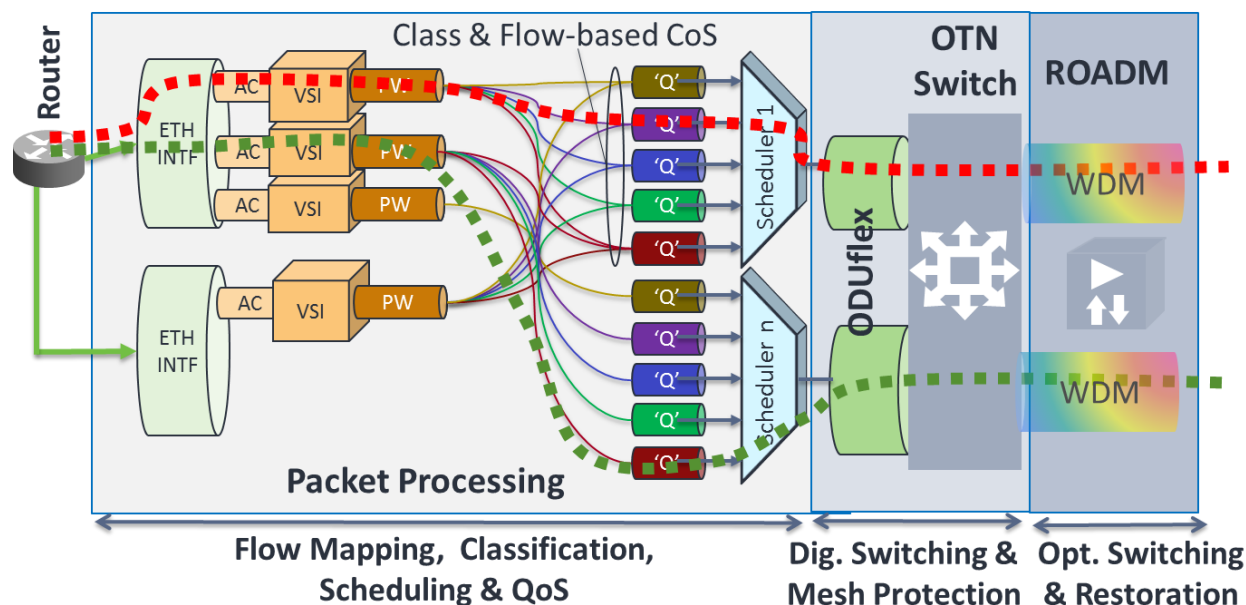 Router
Class & Flow-based CoS
OTN
Switch
ROADM
ETH
INTF
AC
VSI
PW
AC
VSI
PW
AC
VSI
PW
ETH
INTF
AC
VSI
PW
'Q'
'Q'
'Q'
'Q'
'Q'
'Q'
'Q'
'Q'
'Q'
'Q'
Scheduler 1
Scheduler n
ODUflex
WDM
WDM
Packet Processing
Flow Mapping, Classification,
Scheduling & QoS
Dig. Switching &
Mesh Protection
Opt. Switching
& Restoration